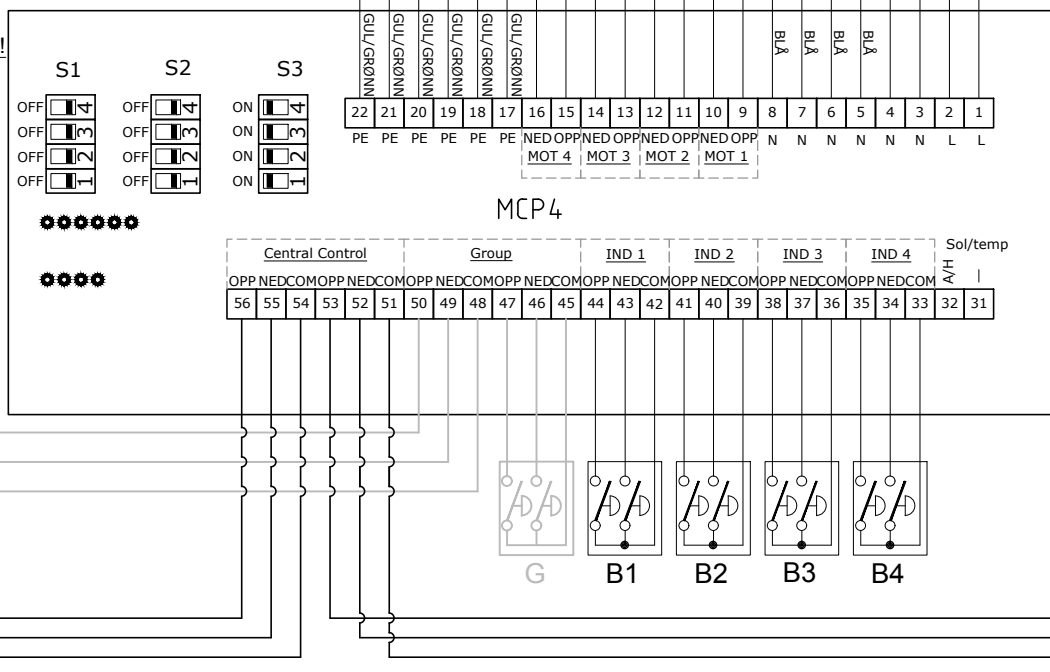 !
GUL/GRØNN GUL/GRØNN GUL/GRØNN GUL/GRØNN GUL/GRØNN GUL/GRØNN BLÅ BLÅ BLÅ BLÅ
S1 S2 S3
OFF 4 OFF 4 ON 4
OFF 3 OFF 3 ON 3
OFF 2 OFF 2 ON 2
OFF 1 OFF 1 ON 1
22 21 20 19 18 17 16 15 14 13 12 11 10 9 8 7 6 5 4 3 2 1
PE PE PE PE PE PE NED OPP NED OPP NED OPP NED OPP N N N N N N L L
MOT 4 MOT 3 MOT 2 MOT 1
MCP4
Central Control Group IND 1 IND 2 IND 3 IND 4 Sol/temp
OPP NED COM OPP NED COM OPP NED COM OPP NED COM OPP NED COM OPP NED COM OPP NED COM OPP NED COM A/H —
56 55 54 53 52 51 50 49 48 47 46 45 44 43 42 41 40 39 38 37 36 35 34 33 32 31
G B1 B2 B3 B4